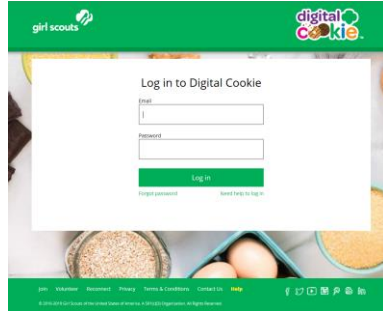 girl scouts
digital
cookie
Log in to Digital Cookie
Email
Password
Log in
Forgot password
Need help to log in
Join Volunteer Reconnect Privacy Terms & Conditions Contact Us Help